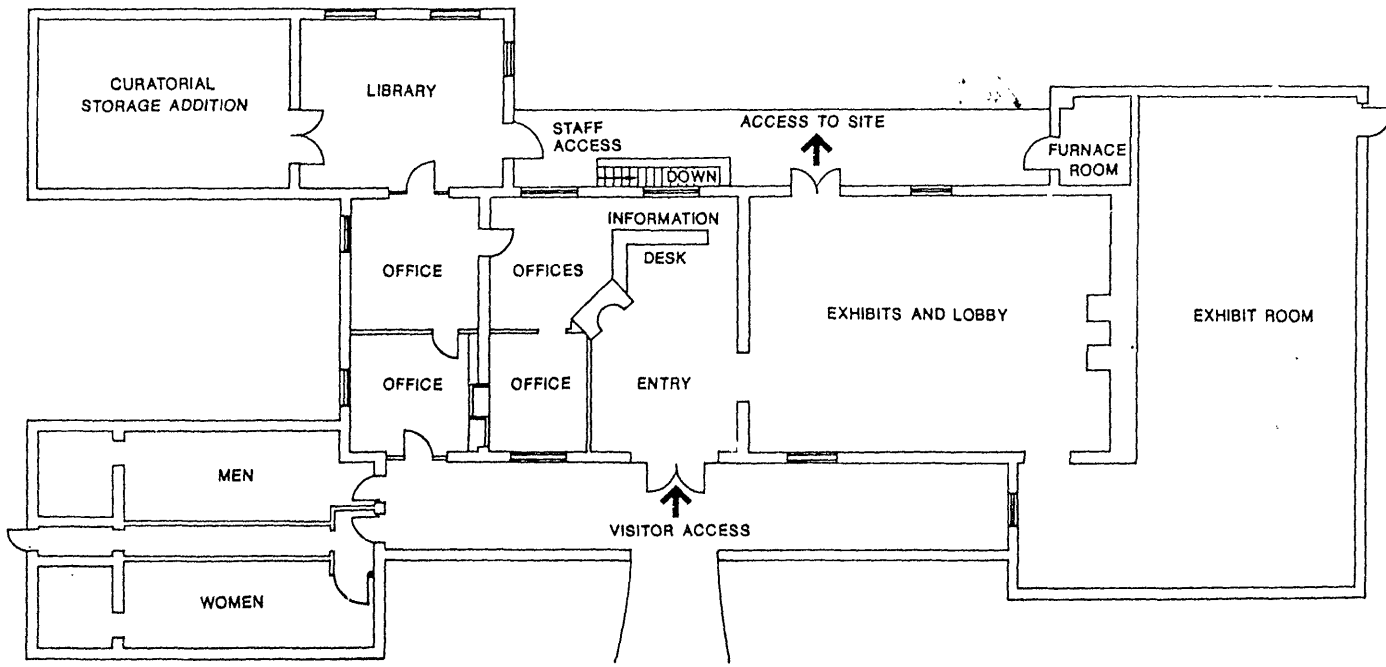 CURATORIAL
STORAGE ADDITION
LIBRARY
STAFF
ACCESS
ACCESS TO SITE
FURNACE
ROOM
DOWN
INFORMATION
DESK
OFFICE
OFFICES
EXHIBITS AND LOBBY
EXHIBIT ROOM
OFFICE
OFFICE
ENTRY
MEN
VISITOR ACCESS
WOMEN